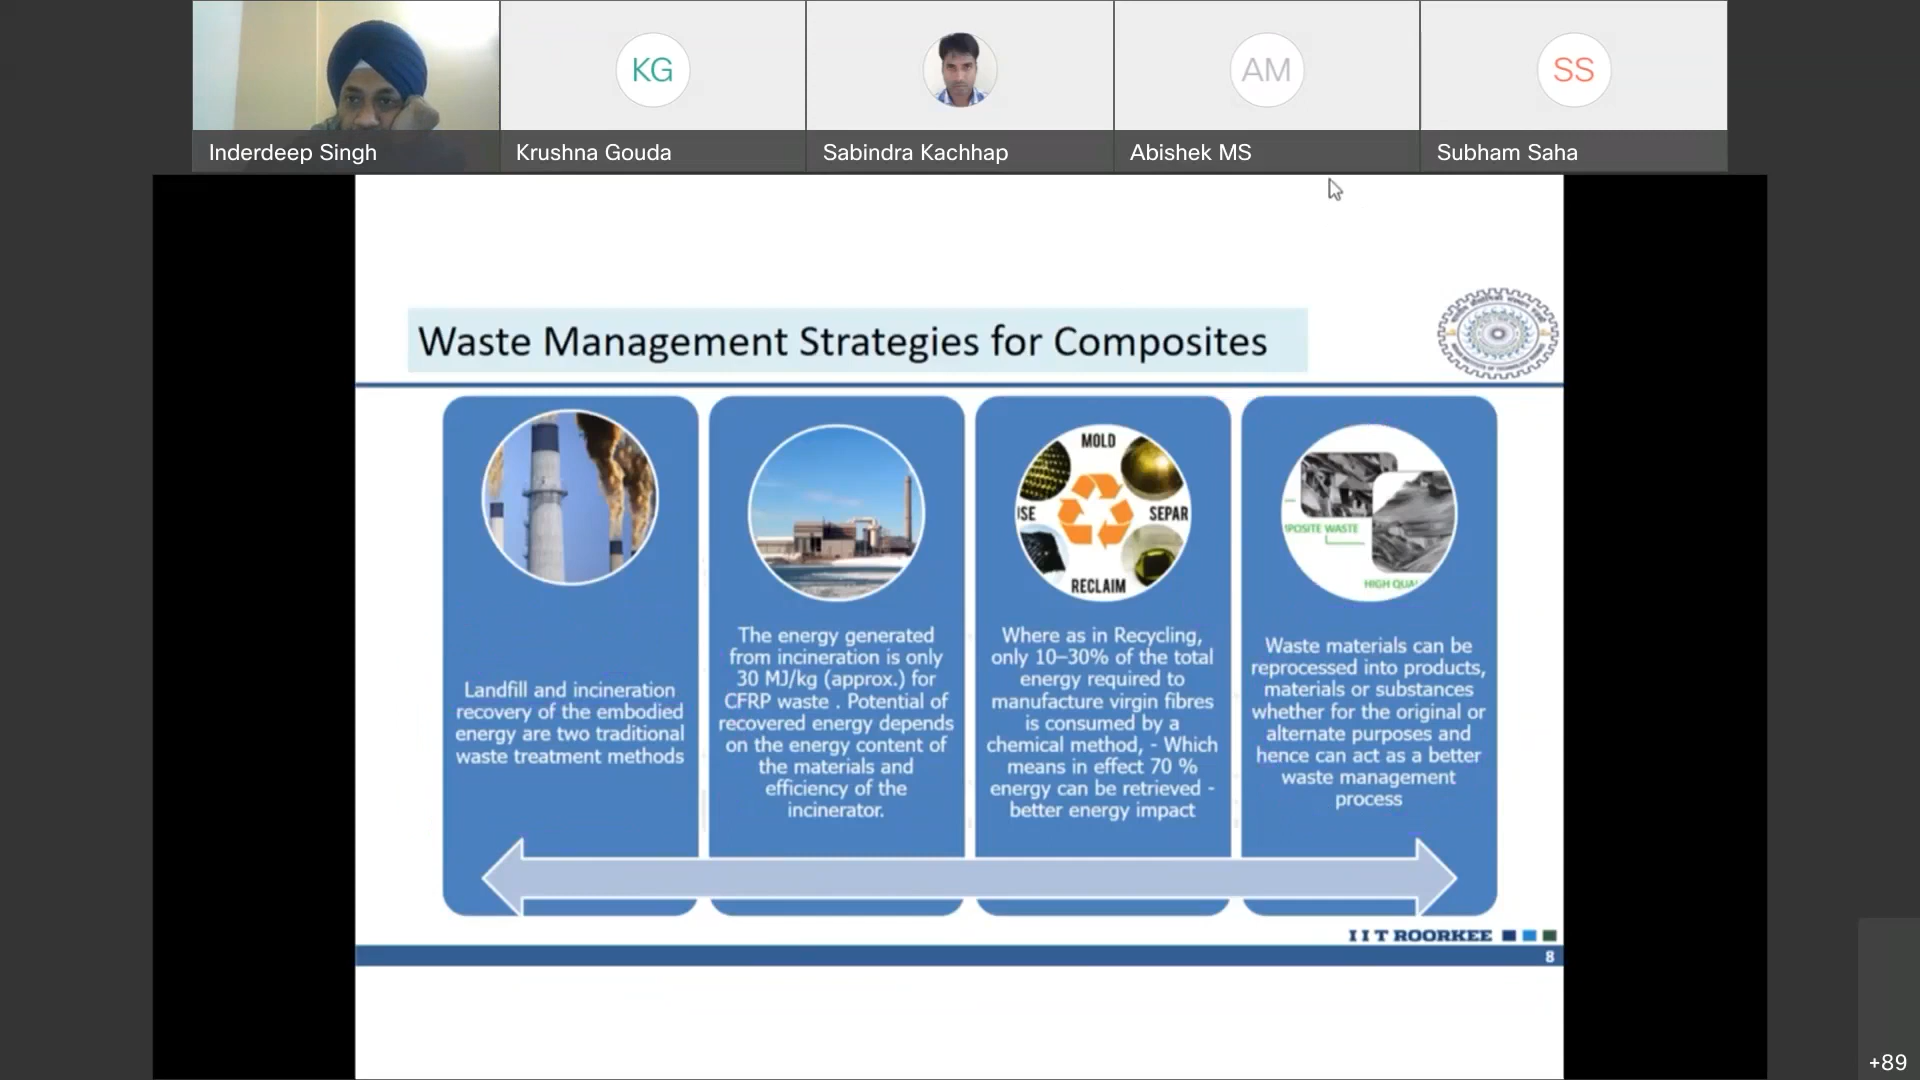 KG
AM
SS
Inderdeep Singh
Krushna Gouda
Sabindra Kachhap
Abishek MS
Subham Saha
Waste Management Strategies for Composites
Landfill and incineration
recovery of the embodied
energy are two traditional
waste treatment methods
The energy generated
from incineration is only
30 MJ/kg (approx.) for
CFRP waste . Potential of
recovered energy depends
on the energy content of
the materials and
efficiency of the
incinerator.
MOLD
SEPAR
RECLAIM
USE
Where as in Recycling,
only 10–30% of the total
energy required to
manufacture virgin fibres
is consumed by a
chemical method, - Which
means in effect 70 %
energy can be retrieved -
better energy impact
POSITE WASTE
HIGH QUA
Waste materials can be
reprocessed into products,
materials or substances
whether for the original or
alternate purposes and
hence can act as a better
waste management
process
I I T ROORKEE
8
+89